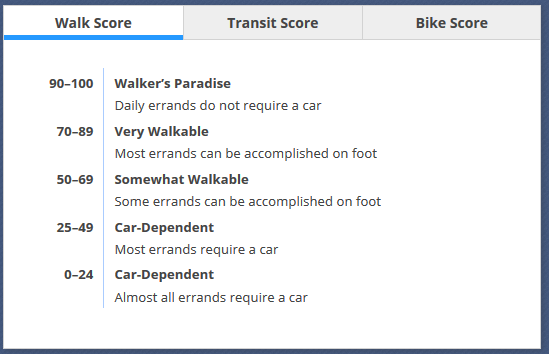 Walk Score Transit Score Bike Score
90–100 Walker’s Paradise
Daily errands do not require a car
70–89 Very Walkable
Most errands can be accomplished on foot
50–69 Somewhat Walkable
Some errands can be accomplished on foot
25–49 Car-Dependent
Most errands require a car
0–24 Car-Dependent
Almost all errands require a car